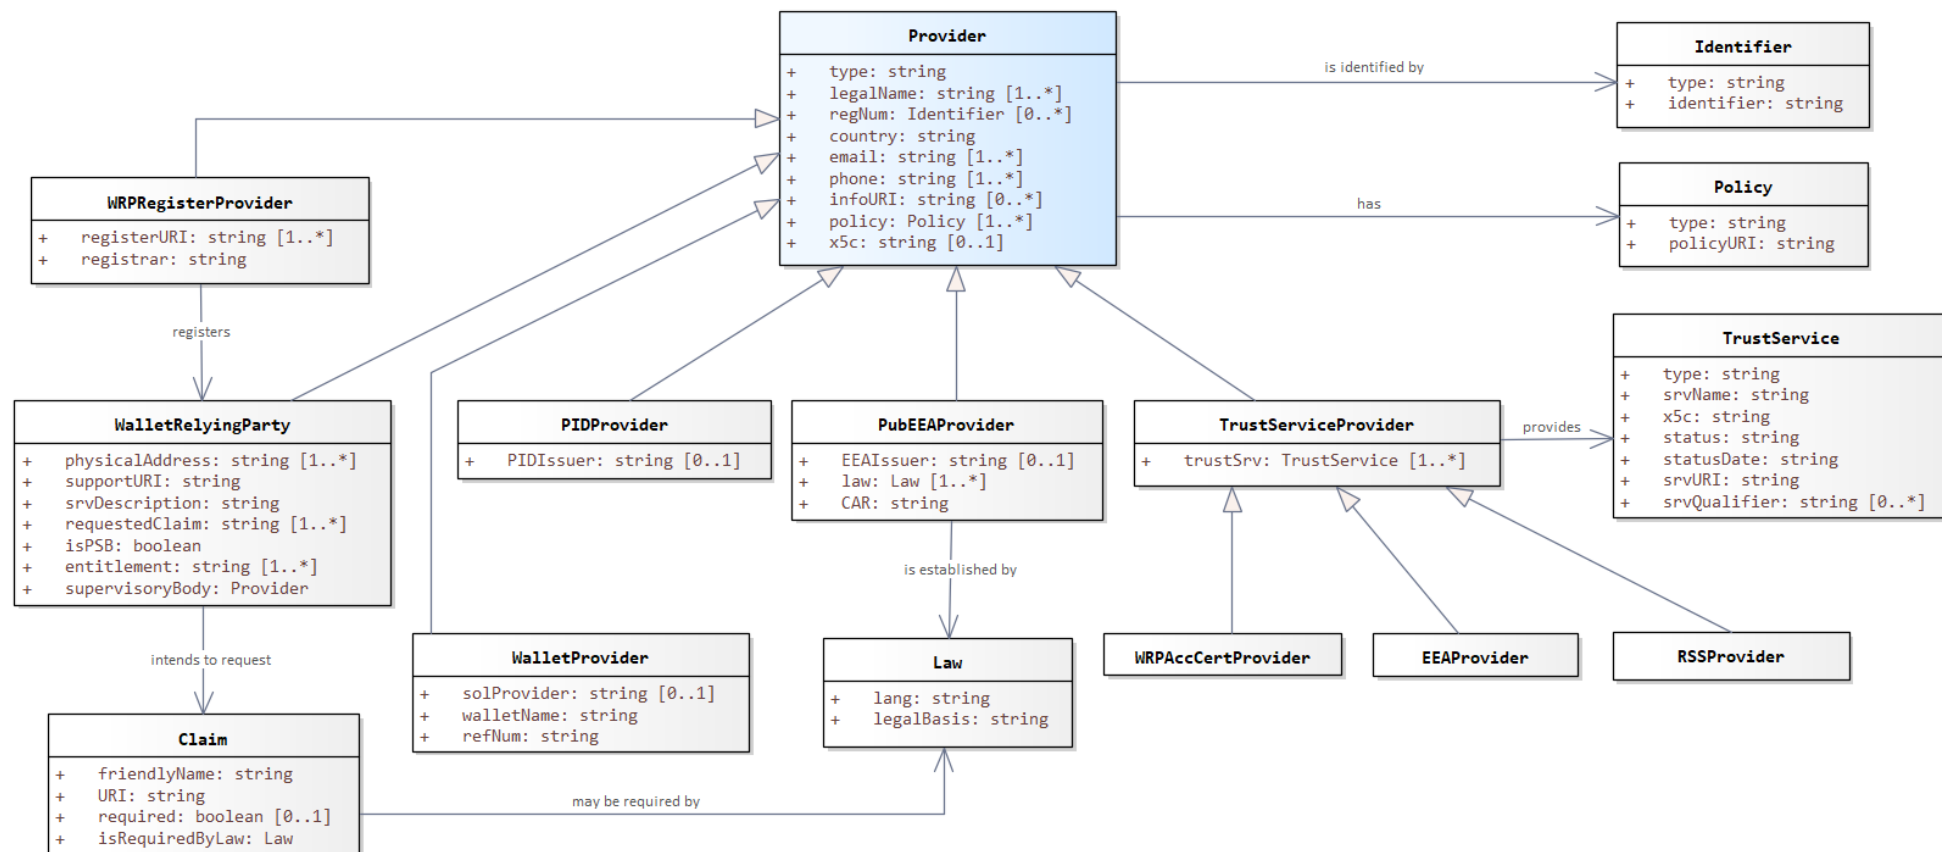 Provider
+ type: string
+ legalName: string [1..*]
+ regNum: Identifier [0..*]
+ country: string
+ email: string [1..*]
+ phone: string [1..*]
+ infoURI: string [0..*]
+ policy: Policy [1..*]
+ x5c: string [0..1]
is identified by
Identifier
+ type: string
+ identifier: string
has
Policy
+ type: string
+ policyURI: string
WRPRegisterProvider
+ registerURI: string [1..*]
+ registrar: string
registers
WalletRelyingParty
+ physicalAddress: string [1..*]
+ supportURI: string
+ srvDescription: string
+ requestedClaim: string [1..*]
+ isPSB: boolean
+ entitlement: string [1..*]
+ supervisoryBody: Provider
PIDProvider
+ PIDIssuer: string [0..1]
PubEEAProvider
+ EEAIssuer: string [0..1]
+ law: Law [1..*]
+ CAR: string
TrustServiceProvider
+ trustSrv: TrustService [1..*]
provides
TrustService
+ type: string
+ srvName: string
+ x5c: string
+ status: string
+ statusDate: string
+ srvURI: string
+ srvQualifier: string [0..*]
is established by
intends to request
WalletProvider
+ solProvider: string [0..1]
+ walletName: string
+ refNum: string
Law
+ lang: string
+ legalBasis: string
WRPAccCertProvider
EEAProvider
RSSProvider
Claim
+ friendlyName: string
+ URI: string
+ required: boolean [0..1]
+ isRequiredByLaw: Law
may be required by